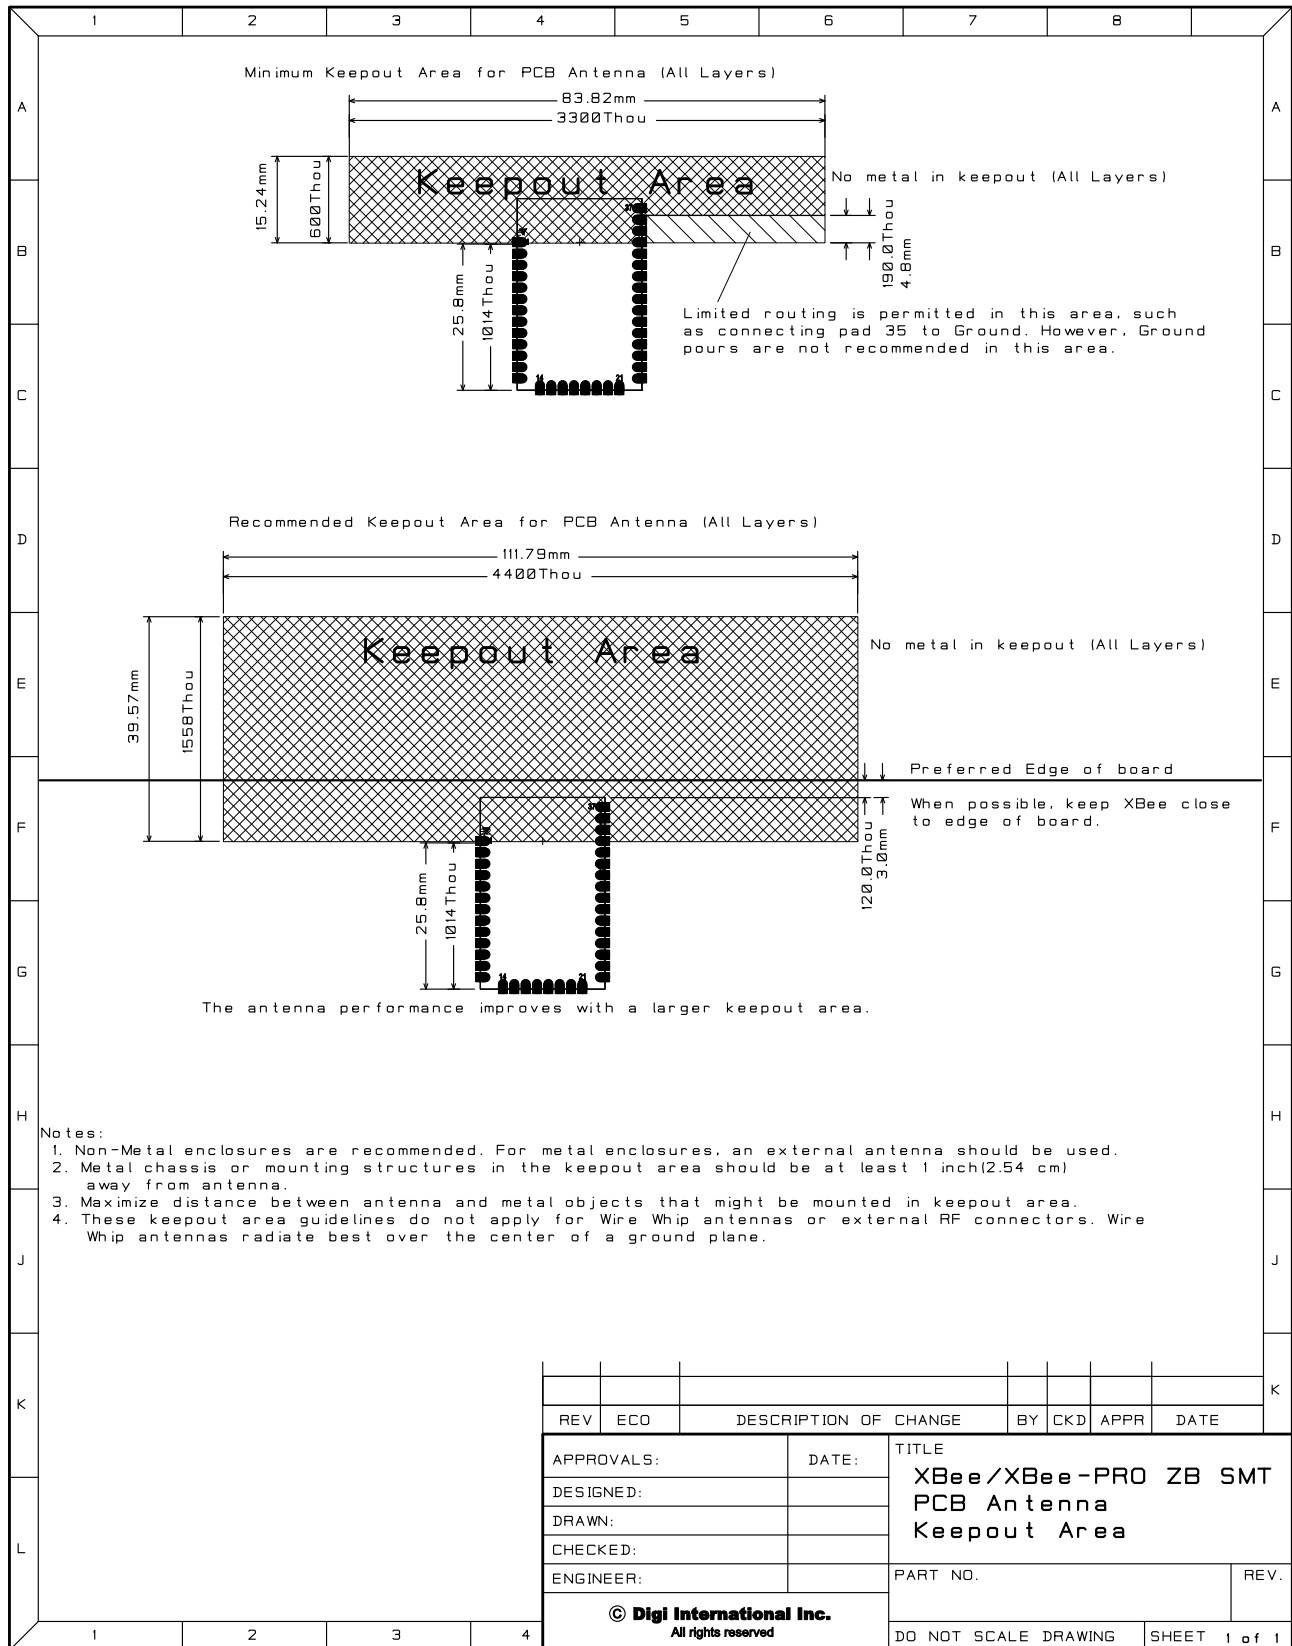 1 2 3 4 5 6 7 8
Minimum Keepout Area for PCB Antenna (All Layers)
83.82mm
3300Thou
A A
15.24mm
600Thou
Keepout Area
No metal in keepout (All Layers)
37
190.0Thou
4.8mm
B B
25.8mm
1014Thou
Limited routing is permitted in this area, such
as connecting pad 35 to Ground. However, Ground
pours are not recommended in this area.
14 21
C C
Recommended Keepout Area for PCB Antenna (All Layers)
D D
111.79mm
4400Thou
Keepout Area
No metal in keepout (All Layers)
E E
39.57mm
1558Thou
Preferred Edge of board
When possible, keep XBee close
to edge of board.
37
F F
120.0Thou
3.0mm
25.8mm
1014Thou
14 21
G G
The antenna performance improves with a larger keepout area.
H H
Notes:
1. Non-Metal enclosures are recommended. For metal enclosures, an external antenna should be used.
2. Metal chassis or mounting structures in the keepout area should be at least 1 inch(2.54 cm)
away from antenna.
3. Maximize distance between antenna and metal objects that might be mounted in keepout area.
4. These keepout area guidelines do not apply for Wire Whip antennas or external RF connectors. Wire
Whip antennas radiate best over the center of a ground plane.
J J
K K
REV ECO DESCRIPTION OF CHANGE BY CKD APPR DATE
APPROVALS: DATE:
DESIGNED:
DRAWN:
CHECKED:
ENGINEER:
TITLE
XBee/XBee-PRO ZB SMT
PCB Antenna
Keepout Area
L
PART NO. REV.
© Digi International Inc.
All rights reserved
DO NOT SCALE DRAWING SHEET 1 of 1
1 2 3 4